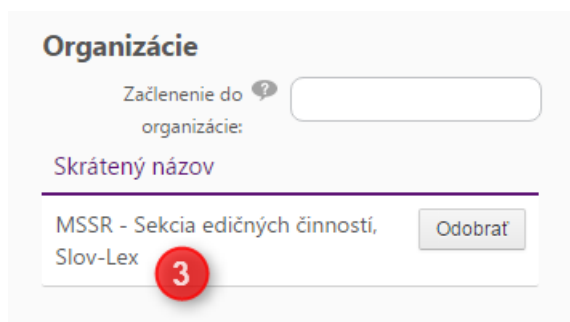 Organizácie
Začlenenie do
organizácie:
Skrátený názov
MSSR - Sekcia edičných činností,
Slov-Lex
Odobrať
3